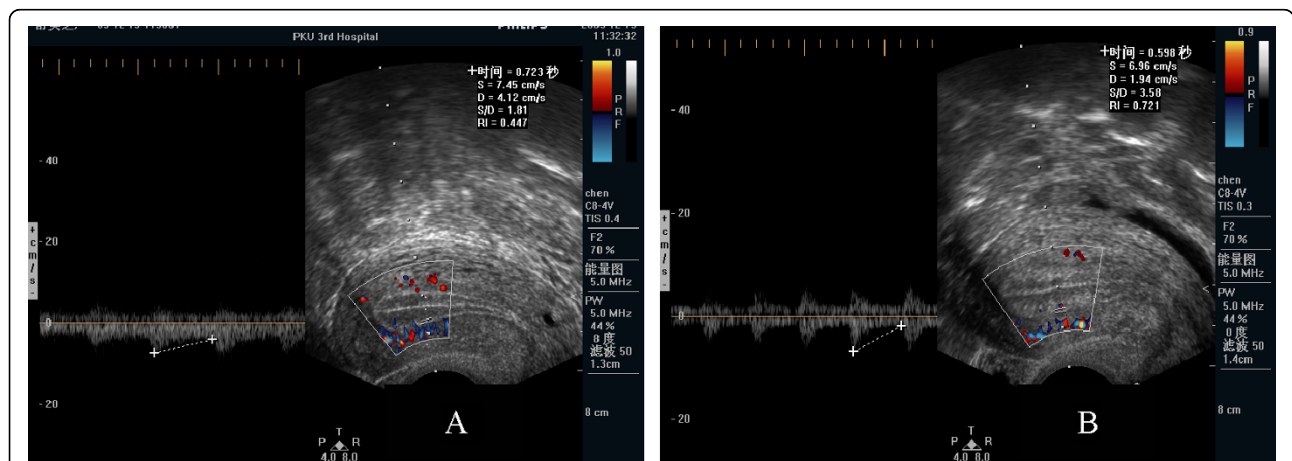 PKU 3rd Hospital
11:32:32
1.0
+时间 = 0.723 秒
S = 7.45 cm/s
D = 4.12 cm/s
S/D = 1.81
RI = 0.447
P
R
F
- 40
- 20
0
- 20
+
c
m
/
s
-
chen
C8-4V
TIS 0.4
F2
70 %
能量图
5.0 MHz
PW
5.0 MHz
44 %
8 度
滤波 50
1.3cm
8 cm
A
T
P R
4.0 8.0
0.9
+时间 = 0.598 秒
S = 6.96 cm/s
D = 1.94 cm/s
S/D = 3.58
RI = 0.721
P
R
F
- 40
- 20
0
- 20
+
c
m
/
s
-
chen
C8-4V
TIS 0.3
F2
70 %
能量图
5.0 MHz
PW
5.0 MHz
44 %
0 度
滤波 50
1.4cm
8 cm
B
T
P R
4.0 8.0